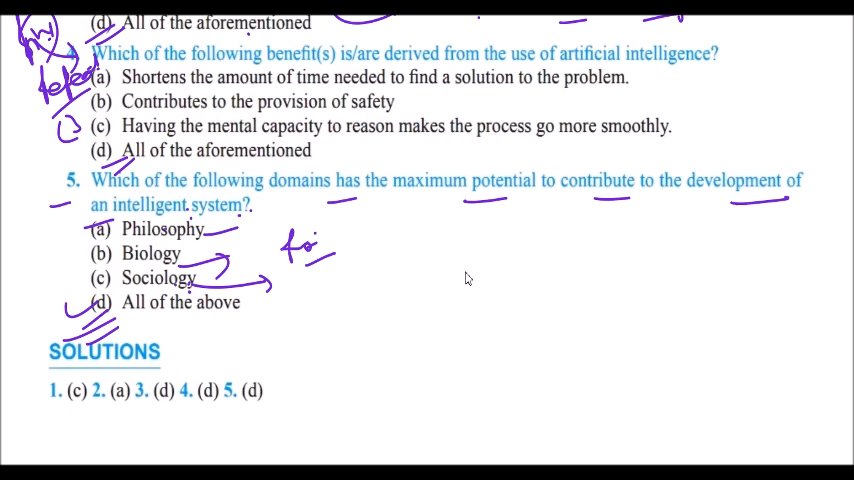 (d) All of the aforementioned
4. Which of the following benefit(s) is/are derived from the use of artificial intelligence?
(a) Shortens the amount of time needed to find a solution to the problem.
(b) Contributes to the provision of safety
(c) Having the mental capacity to reason makes the process go more smoothly.
(d) All of the aforementioned
5. Which of the following domains has the maximum potential to contribute to the development of
an intelligent system?
(a) Philosophy
(b) Biology
(c) Sociology
(d) All of the above
SOLUTIONS
1. (c) 2. (a) 3. (d) 4. (d) 5. (d)